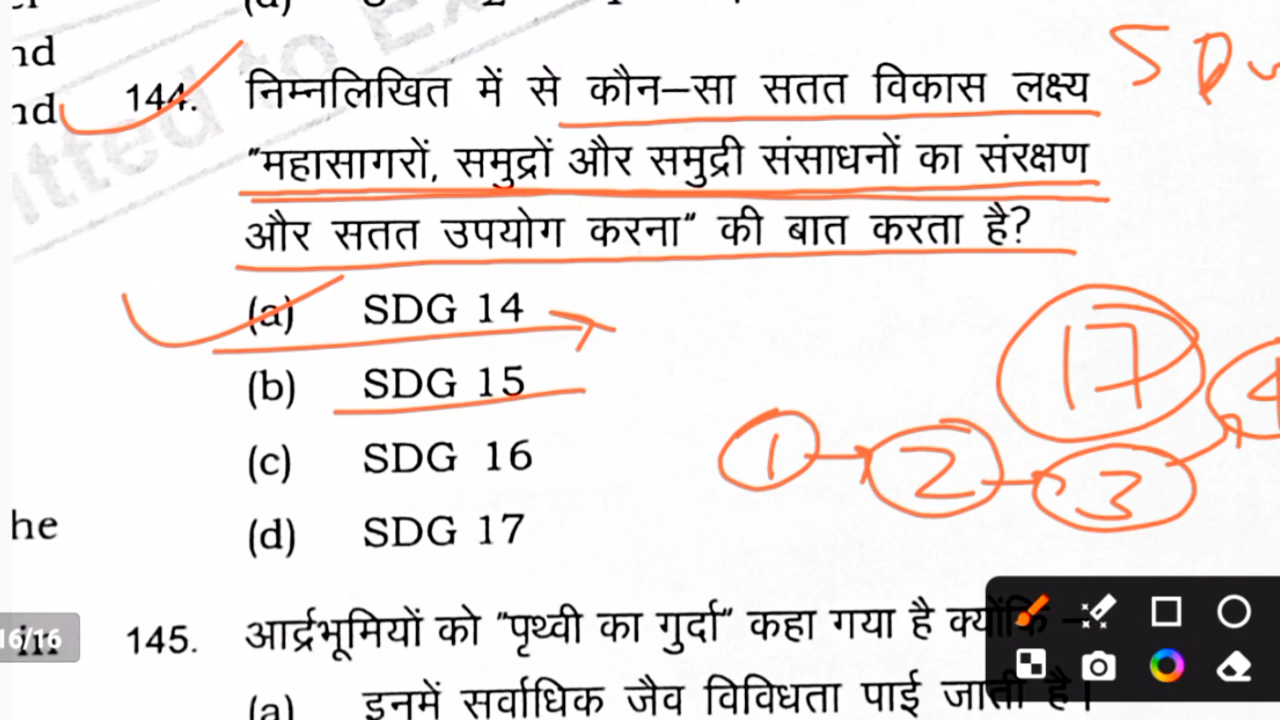 nd
nd
144. निम्नलिखित में से कौन–सा सतत विकास लक्ष्य
"महासागरों, समुद्रों और समुद्री संसाधनों का संरक्षण
और सतत उपयोग करना" की बात करता है?
(a) SDG 14
(b) SDG 15
(c) SDG 16
(d) SDG 17
17
1 2 3 4
he
16/16
145. आर्द्रभूमियों को "पृथ्वी का गुर्दा" कहा गया है क्योंकि –
(a) इनमें सर्वाधिक जैव विविधता पाई जाती है।